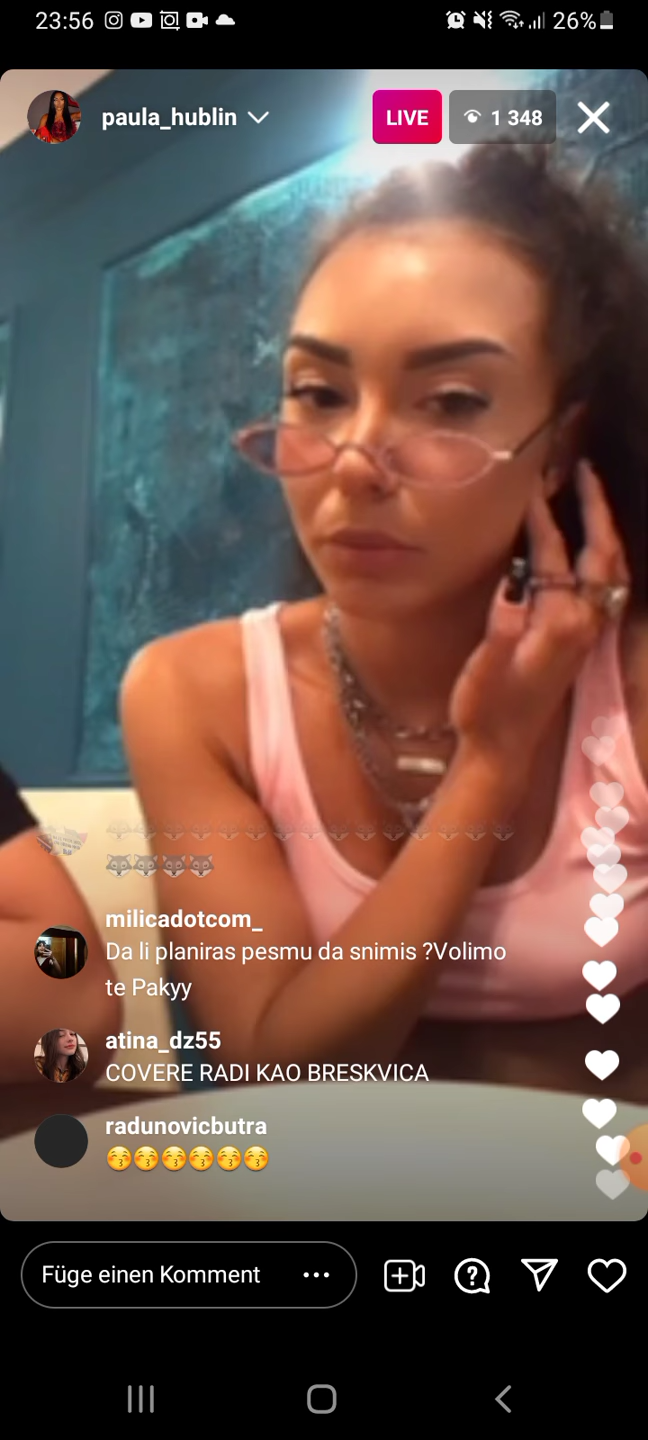 23:56
26%
paula_hublin
LIVE
1 348
milicadotcom_
Da li planiras pesmu da snimis ?Volimo
te Pakyy
atina_dz55
COVERE RADI KAO BRESKVICA
radunovicbutra
😚😚😚😚😚😚
Füge einen Komment